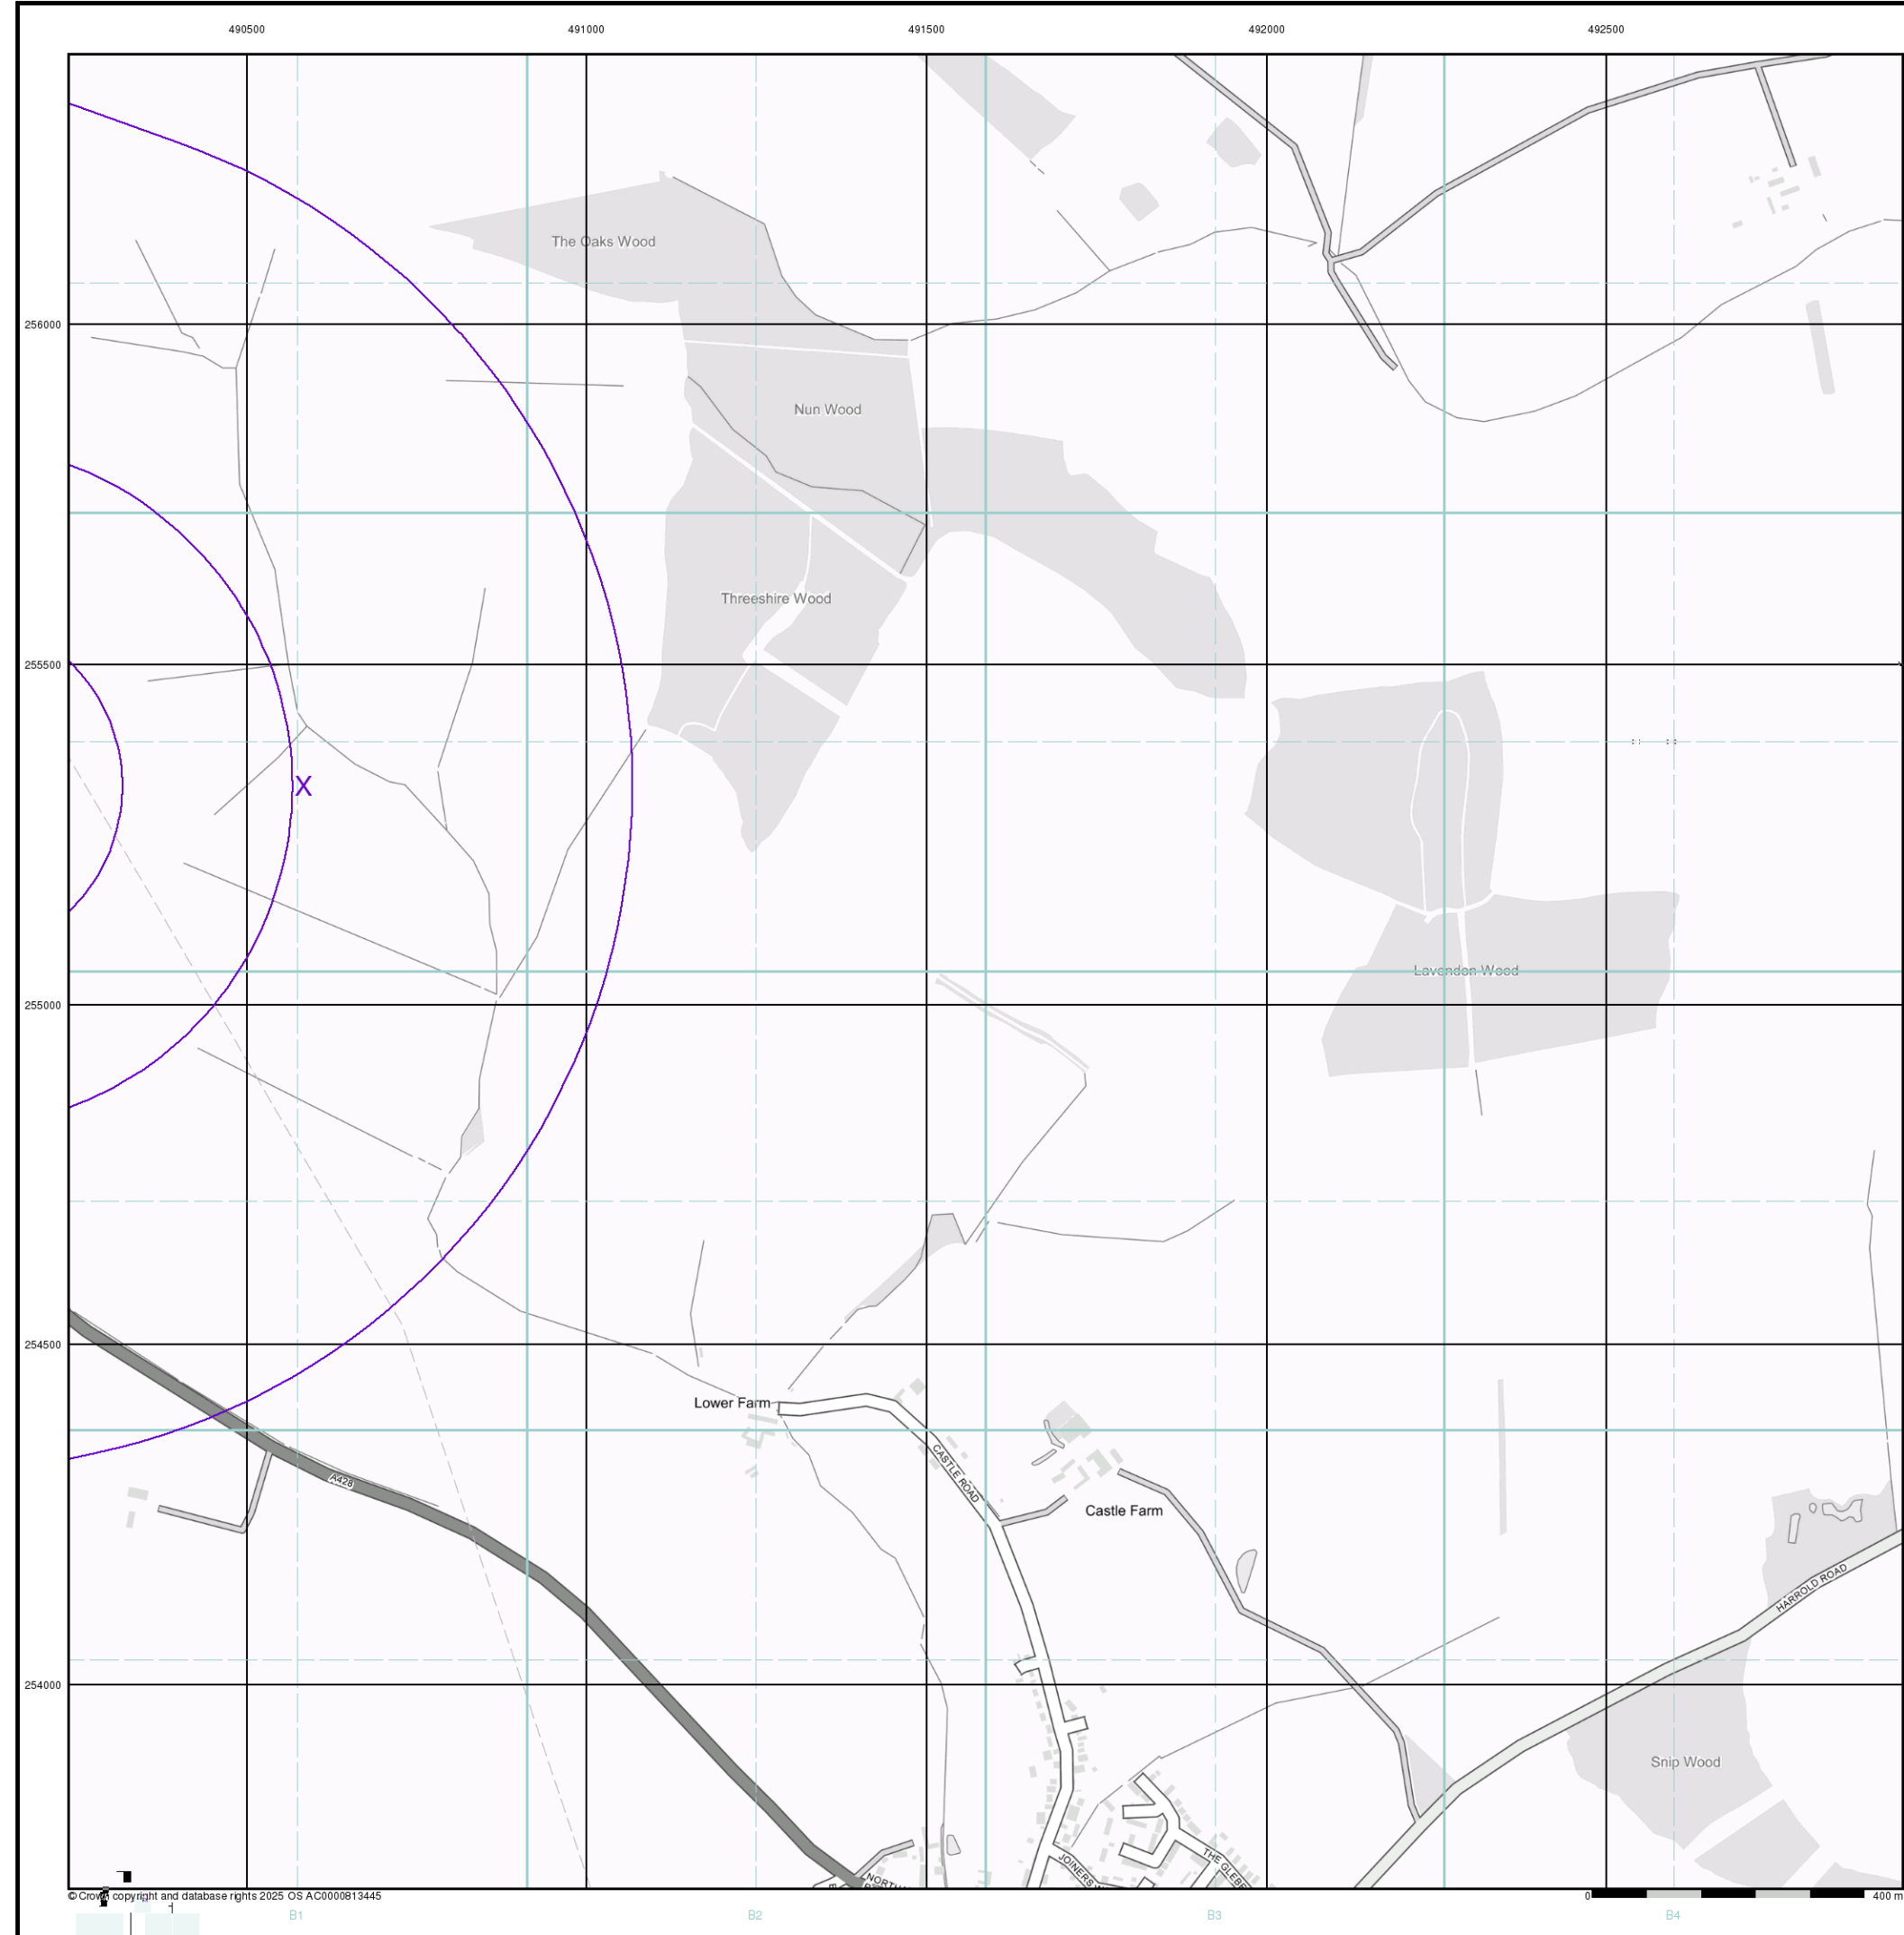 490500 491000 491500 492000 492500
The Oaks Wood
256000
Nun Wood
Threeshire Wood
255500
X
Lavendon Wood
255000
254500
Lower Farm
CASTLE ROAD
A428
Castle Farm
HARROLD ROAD
254000
Snip Wood
THE GLEBE
JOINERS
NORTH
© Crown copyright and database rights 2025 OS AC0000813445
0 400 m
B1 B2 B3 B4